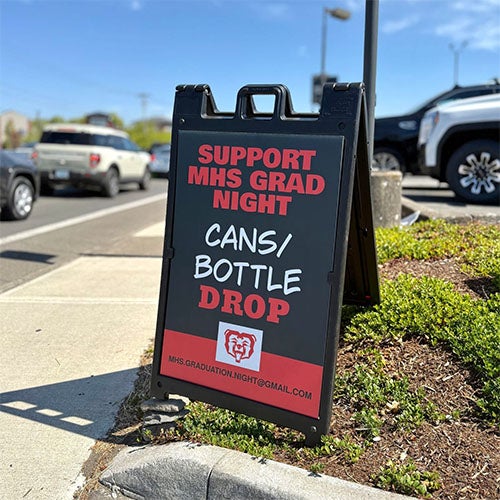 SUPPORT
MHS GRAD
NIGHT
CANS/
BOTTLE
DROP
MHS.GRADUATION.NIGHT@GMAIL.COM